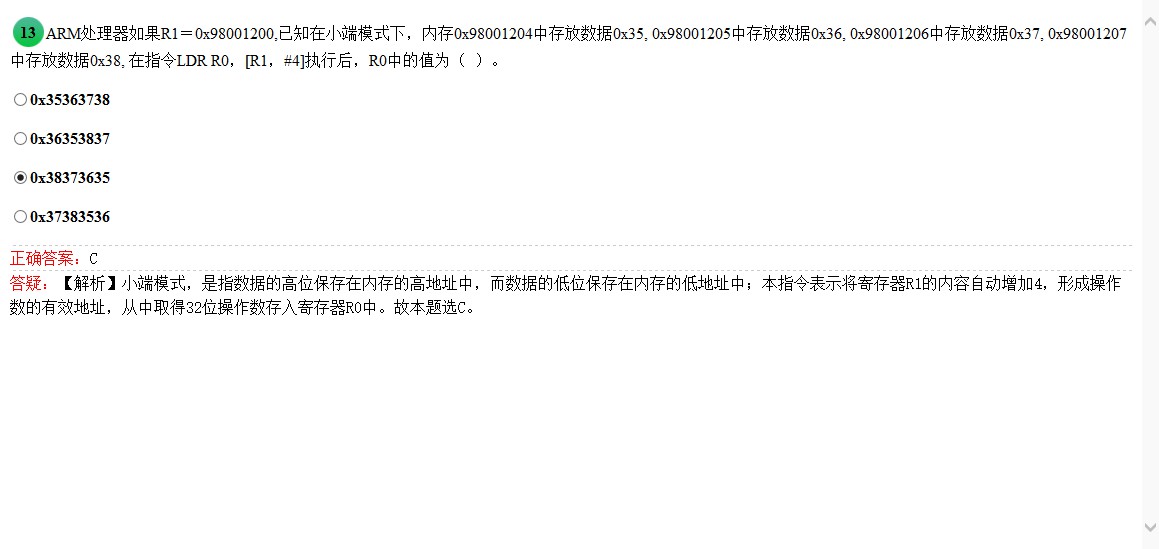 13 ARM处理器如果R1＝0x98001200,已知在小端模式下，内存0x98001204中存放数据0x35, 0x98001205中存放数据0x36, 0x98001206中存放数据0x37, 0x98001207
中存放数据0x38, 在指令LDR R0，[R1，#4]执行后，R0中的值为（ ）。
0x35363738
0x36353837
0x38373635
0x37383536
正确答案：C
答疑：【解析】小端模式，是指数据的高位保存在内存的高地址中，而数据的低位保存在内存的低地址中；本指令表示将寄存器R1的内容自动增加4，形成操作
数的有效地址，从中取得32位操作数存入寄存器R0中。故本题选C。